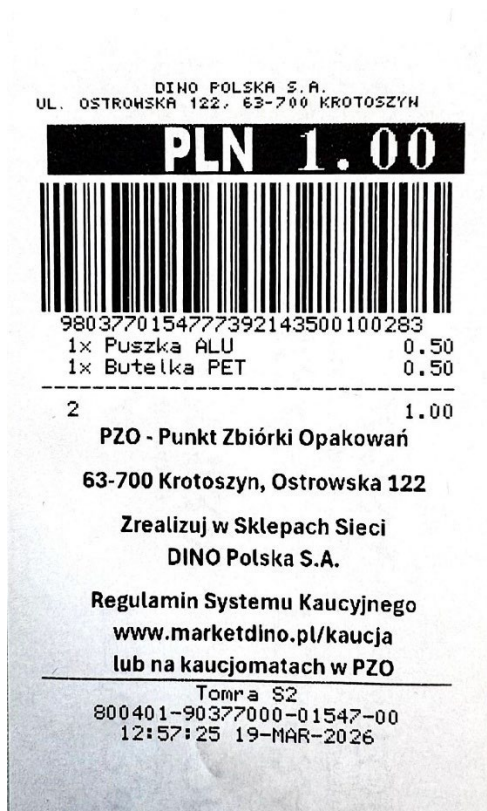 DINO POLSKA S.A.
UL. OSTROWSKA 122, 63-700 KROTOSZYN
PLN 1.00
9803770154777392143500100283
1x Puszka ALU 0.50
1x Butelka PET 0.50
--------------------------------
2 1.00
PZO - Punkt Zbiórki Opakowań
63-700 Krotoszyn, Ostrowska 122
Zrealizuj w Sklepach Sieci
DINO Polska S.A.
Regulamin Systemu Kaucyjnego
www.marketdino.pl/kaucja
lub na kaucjomatach w PZO
Tomra S2
800401-90377000-01547-00
12:57:25 19-MAR-2026